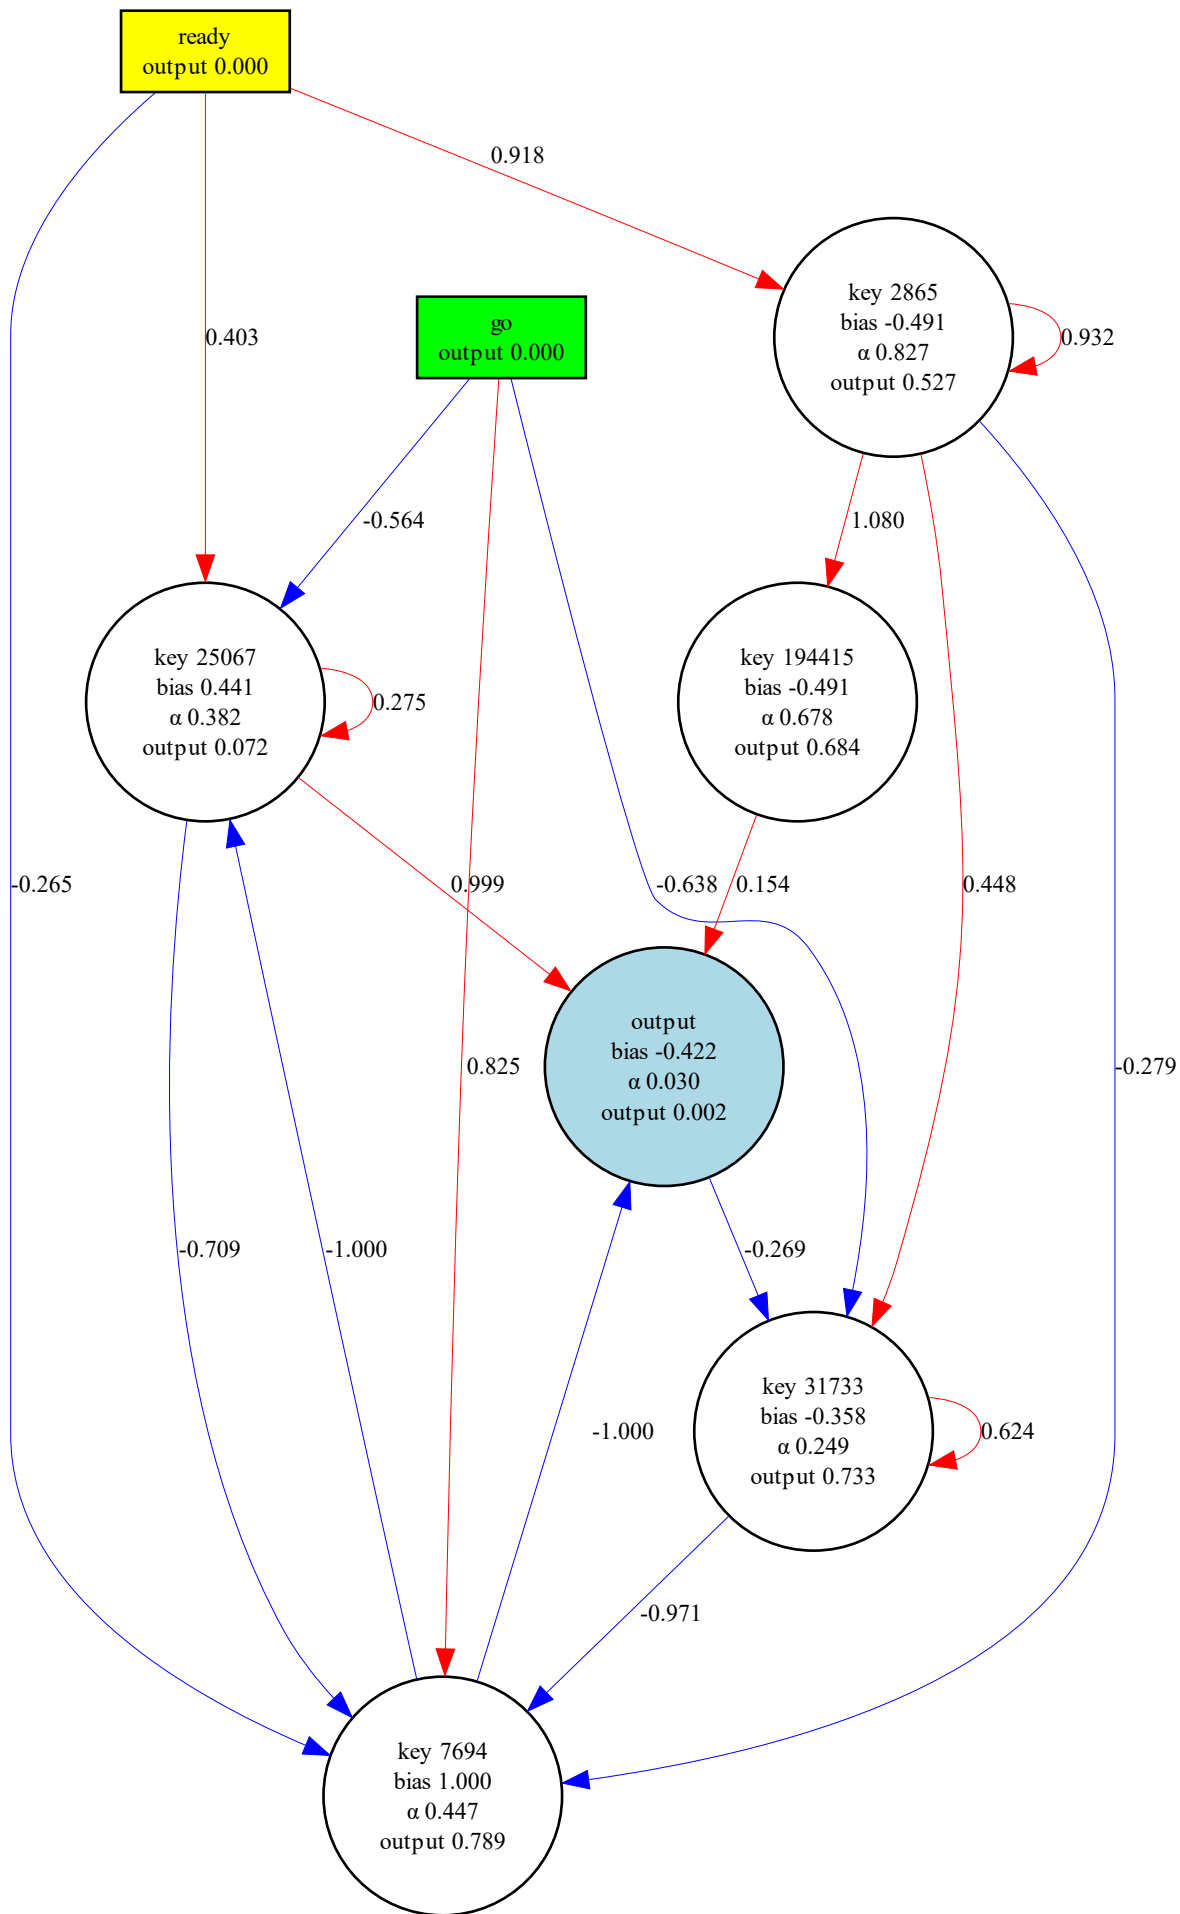 ready
output 0.000
0.918
key 2865
bias -0.491
α 0.827
output 0.527
0.932
go
output 0.000
0.403
-0.564
1.080
key 25067
bias 0.441
α 0.382
output 0.072
0.275
key 194415
bias -0.491
α 0.678
output 0.684
-0.265
0.999
-0.638
0.154
0.448
output
bias -0.422
α 0.030
output 0.002
0.825
-0.279
-0.709
-1.000
-0.269
key 31733
bias -0.358
α 0.249
output 0.733
-1.000
0.624
-0.971
key 7694
bias 1.000
α 0.447
output 0.789